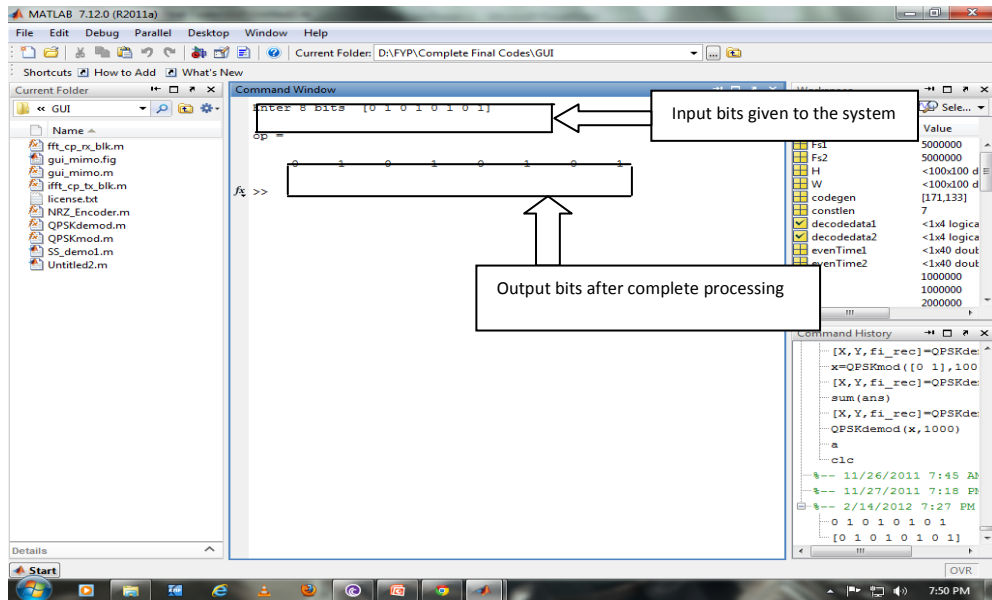 MATLAB 7.12.0 (R2011a)
File Edit Debug Parallel Desktop Window Help
Current Folder: D:\FYP\Complete Final Codes\GUI
Shortcuts How to Add What's New
Current Folder
« GUI
Name
fft_cp_rx_blk.m
gui_mimo.fig
gui_mimo.m
ifft_cp_tx_blk.m
license.txt
NRZ_Encoder.m
QPSKdemod.m
QPSKmod.m
SS_demo1.m
Untitled2.m
Details
Command Window
Enter 8 bits [0 1 0 1 0 1 0 1]
op =
0 1 0 1 0 1 0 1
fx >>
Input bits given to the system
Output bits after complete processing
Sele...
Value
Fs1 5000000
Fs2 5000000
H <100x100 d
W <100x100 d
codegen [171,133]
constlen 7
decodedata1 <1x4 logica
decodedata2 <1x4 logica
evenTime1 <1x40 doub
evenTime2 <1x40 dout
1000000
1000000
2000000
Command History
[X,Y,fi_rec]=QPSKde
x=QPSKmod([0 1],100
[X,Y,fi_rec]=QPSKde
sum(ans)
[X,Y,fi_rec]=QPSKde
QPSKdemod(x,1000)
a
clc
%-- 11/26/2011 7:45 AM
%-- 11/27/2011 7:18 PM
%-- 2/14/2012 7:27 PM
0 1 0 1 0 1 0 1
[0 1 0 1 0 1 0 1]
Start
OVR
7:50 PM